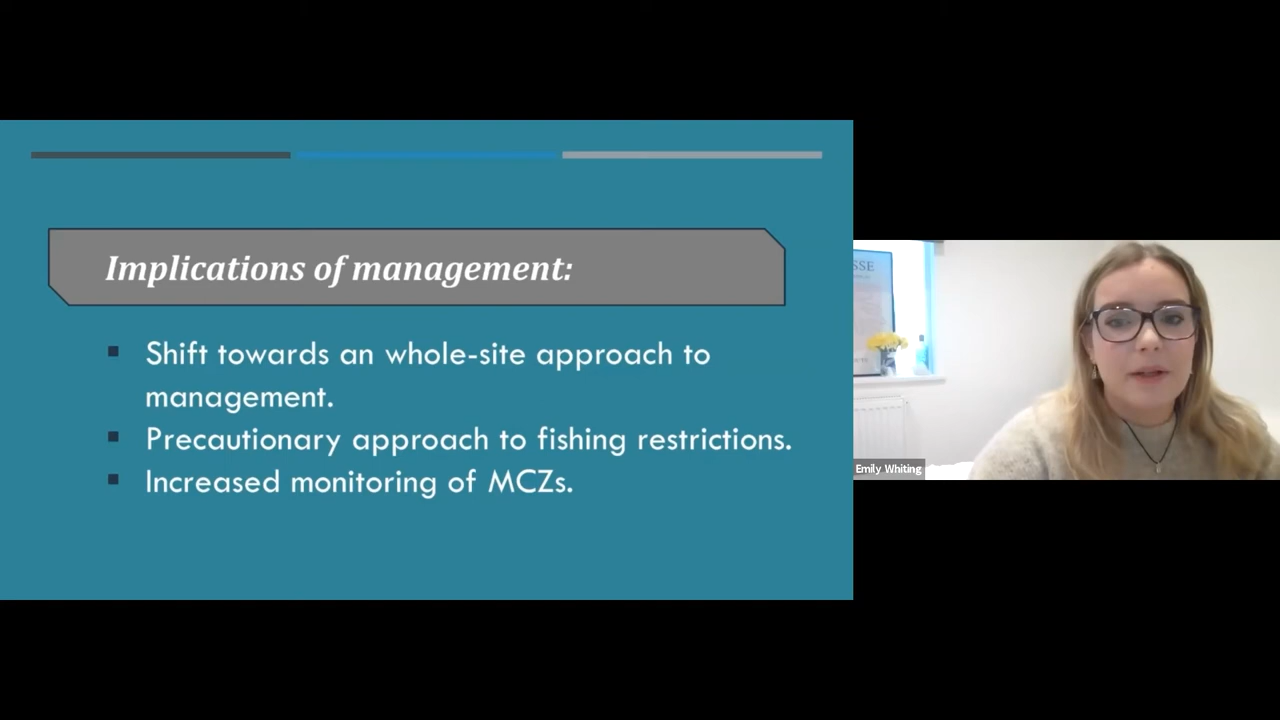 Implications of management:
Shift towards an whole-site approach to
management.
Precautionary approach to fishing restrictions.
Increased monitoring of MCZs.
SSE
Emily Whiting